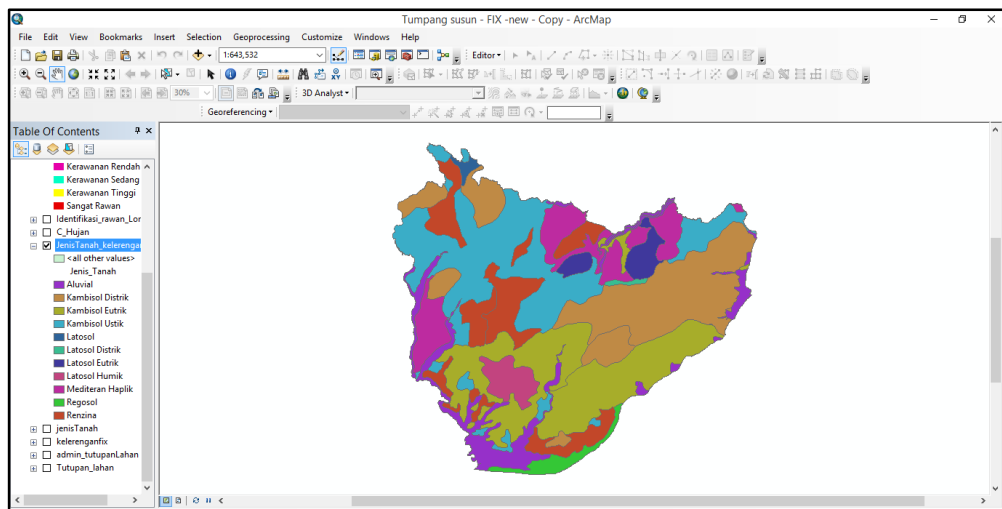 Tumpang susun - FIX -new - Copy - ArcMap
File Edit View Bookmarks Insert Selection Geoprocessing Customize Windows Help
1:643,532
Editor
30%
3D Analyst
Georeferencing
Table Of Contents
Kerawanan Rendah
Kerawanan Sedang
Kerawanan Tinggi
Sangat Rawan
Identifikasi_rawan_Lor
C_Hujan
JenisTanah_kelerengan
<all other values>
Jenis_Tanah
Aluvial
Kambisol Distrik
Kambisol Eutrik
Kambisol Ustik
Latosol
Latosol Distrik
Latosol Eutrik
Latosol Humik
Mediteran Haplik
Regosol
Renzina
jenisTanah
kelerenganfix
admin_tutupanLahan
Tutupan_lahan